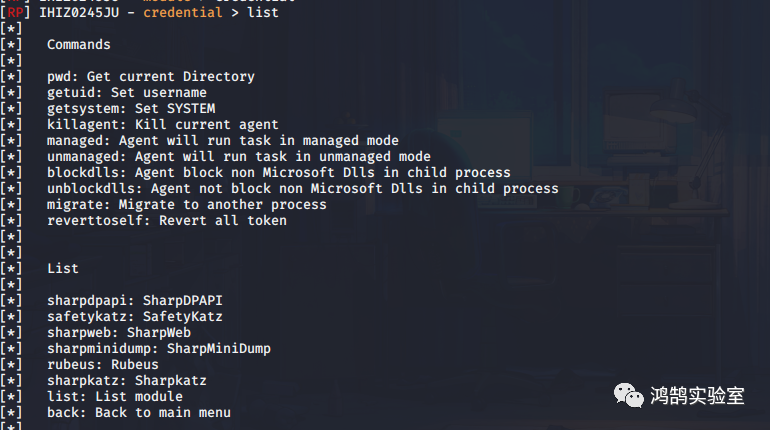 [RP] IHIZ0245JU - credential > list
[*]
[*]   Commands
[*]
[*]   pwd: Get current Directory
[*]   getuid: Set username
[*]   getsystem: Set SYSTEM
[*]   killagent: Kill current agent
[*]   managed: Agent will run task in managed mode
[*]   unmanaged: Agent will run task in unmanaged mode
[*]   blockdlls: Agent block non Microsoft Dlls in child process
[*]   unblockdlls: Agent not block non Microsoft Dlls in child process
[*]   migrate: Migrate to another process
[*]   reverttoself: Revert all token
[*]
[*]
[*]   List
[*]
[*]   sharpdpapi: SharpDPAPI
[*]   safetykatz: SafetyKatz
[*]   sharpweb: SharpWeb
[*]   sharpminidump: SharpMiniDump
[*]   rubeus: Rubeus
[*]   sharpkatz: Sharpkatz
[*]   list: List module
[*]   back: Back to main menu
[*]
鸿鹄实验室